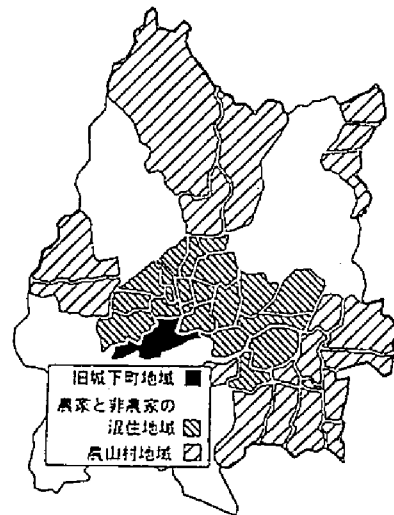 旧城下町地域
農家と非農家の
混住地域
農山村地域